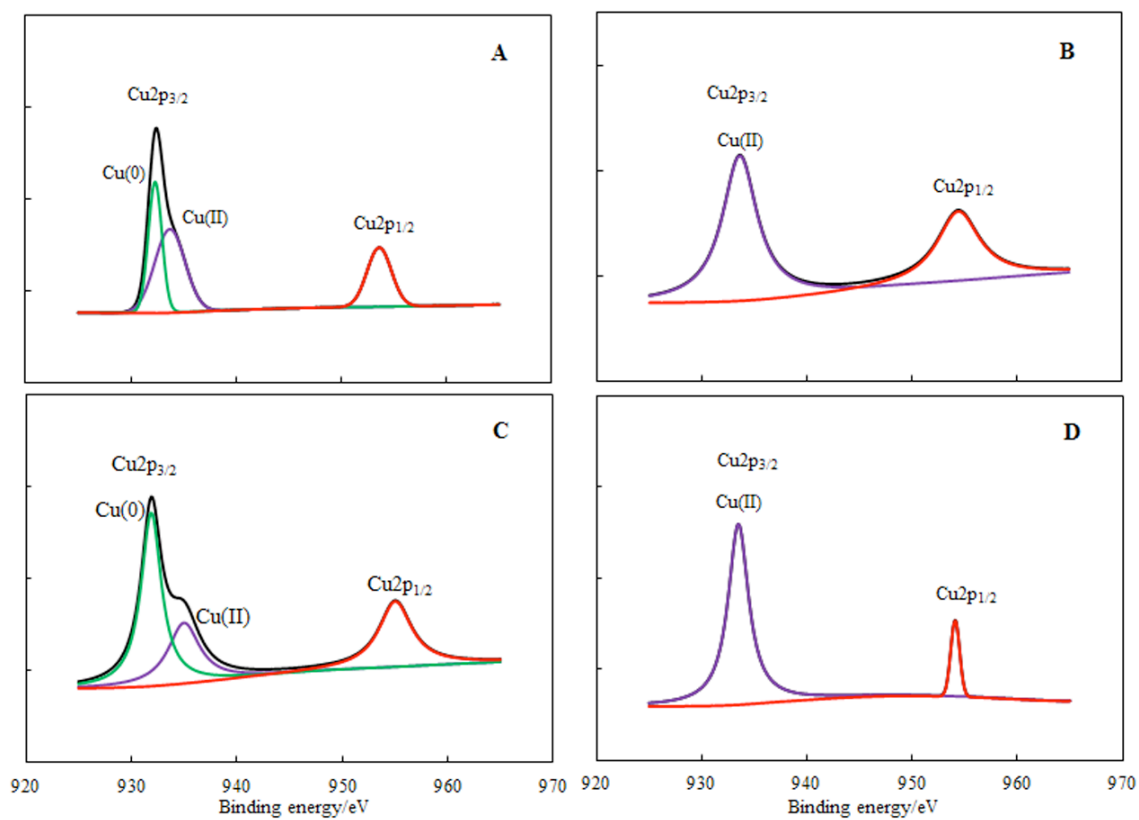 A
Cu2p3/2
Cu(0)
Cu(II)
Cu2p1/2
B
Cu2p3/2
Cu(II)
Cu2p1/2
C
Cu2p3/2
Cu(0)
Cu(II)
Cu2p1/2
D
Cu2p3/2
Cu(II)
Cu2p1/2
920 930 940 950 960 970
Binding energy/eV
920 930 940 950 960 970
Binding energy/eV